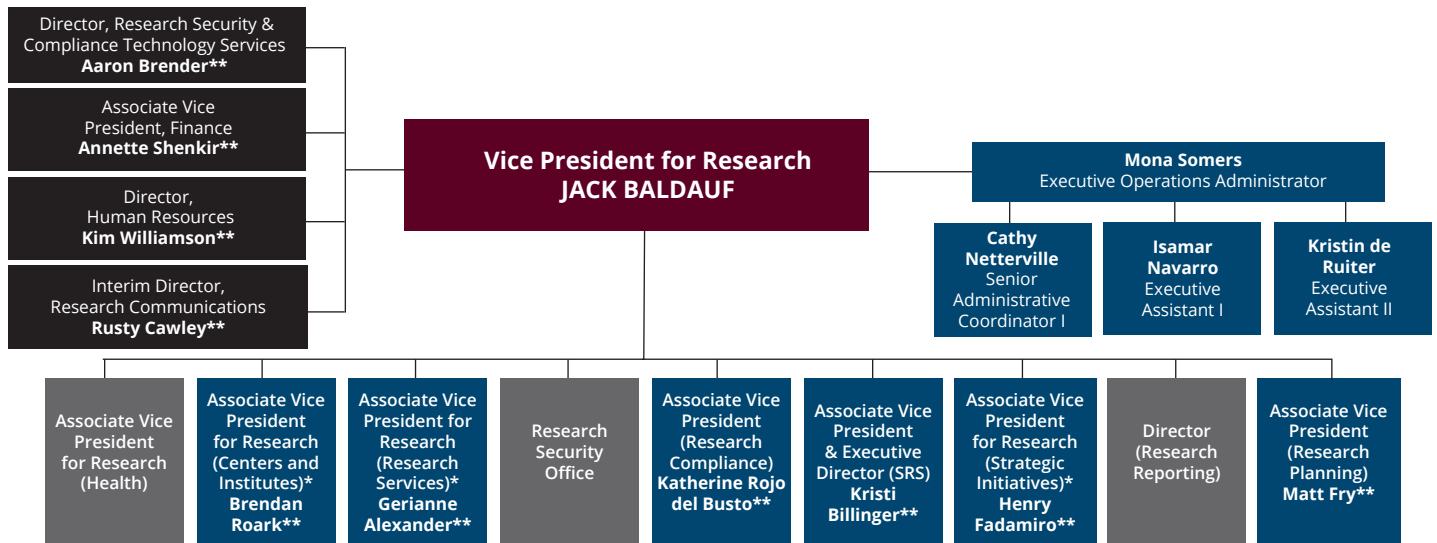 Director, Research Security &
Compliance Technology Services
Aaron Brender**
Associate Vice
President, Finance
Annette Shenkir**
Director,
Human Resources
Kim Williamson**
Interim Director,
Research Communications
Rusty Cawley**
Vice President for Research
JACK BALDAUF
Mona Somers
Executive Operations Administrator
Cathy
Netterville
Senior
Administrative
Coordinator I
Isamar
Navarro
Executive
Assistant I
Kristin de
Ruiter
Executive
Assistant II
Associate Vice
President
for Research
(Health)
Associate Vice
President
for Research
(Centers and
Institutes)*
Brendan
Roark**
Associate Vice
President for
Research
(Research
Services)*
Gerianne
Alexander**
Research
Security
Office
Associate Vice
President
(Research
Compliance)
Katherine Rojo
del Busto**
Associate Vice
President
& Executive
Director (SRS)
Kristi
Billinger**
Associate Vice
President
for Research
(Strategic
Initiatives)*
Henry
Fadamiro**
Director
(Research
Reporting)
Associate Vice
President
(Research
Planning)
Matt Fry**